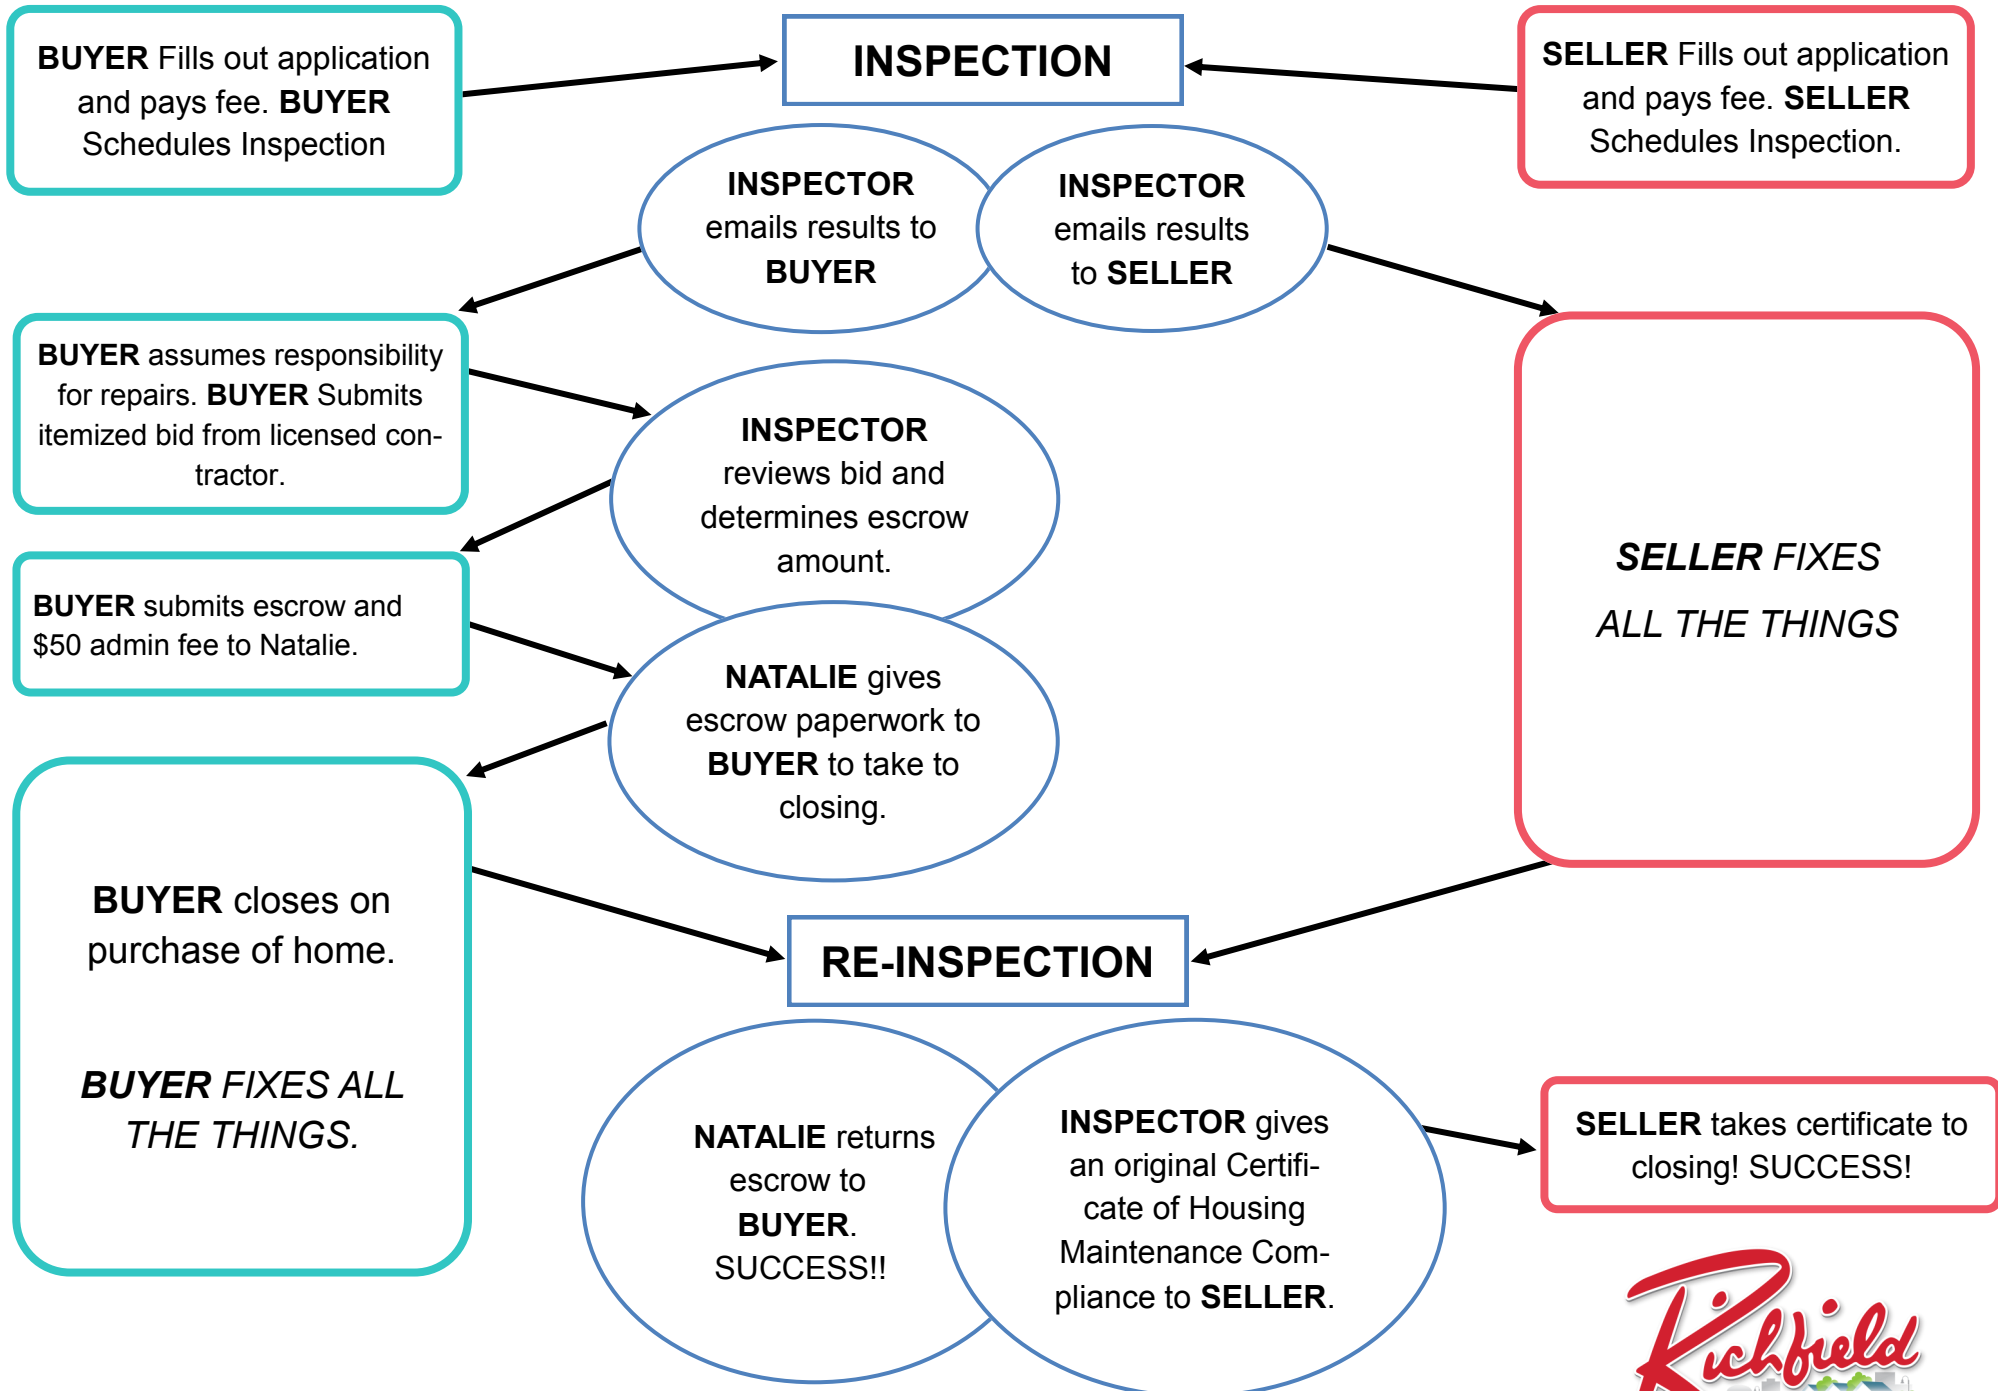 BUYER Fills out application
and pays fee. BUYER
Schedules Inspection
INSPECTION
SELLER Fills out application
and pays fee. SELLER
Schedules Inspection.
INSPECTOR
emails results to
BUYER
INSPECTOR
emails results
to SELLER
BUYER assumes responsibility
for repairs. BUYER Submits
itemized bid from licensed con-
tractor.
INSPECTOR
reviews bid and
determines escrow
amount.
SELLER FIXES
ALL THE THINGS
BUYER submits escrow and
$50 admin fee to Natalie.
NATALIE gives
escrow paperwork to
BUYER to take to
closing.
BUYER closes on
purchase of home.
BUYER FIXES ALL
THE THINGS.
RE-INSPECTION
NATALIE returns
escrow to
BUYER.
SUCCESS!!
INSPECTOR gives
an original Certifi-
cate of Housing
Maintenance Com-
pliance to SELLER.
SELLER takes certificate to
closing! SUCCESS!
Richfield